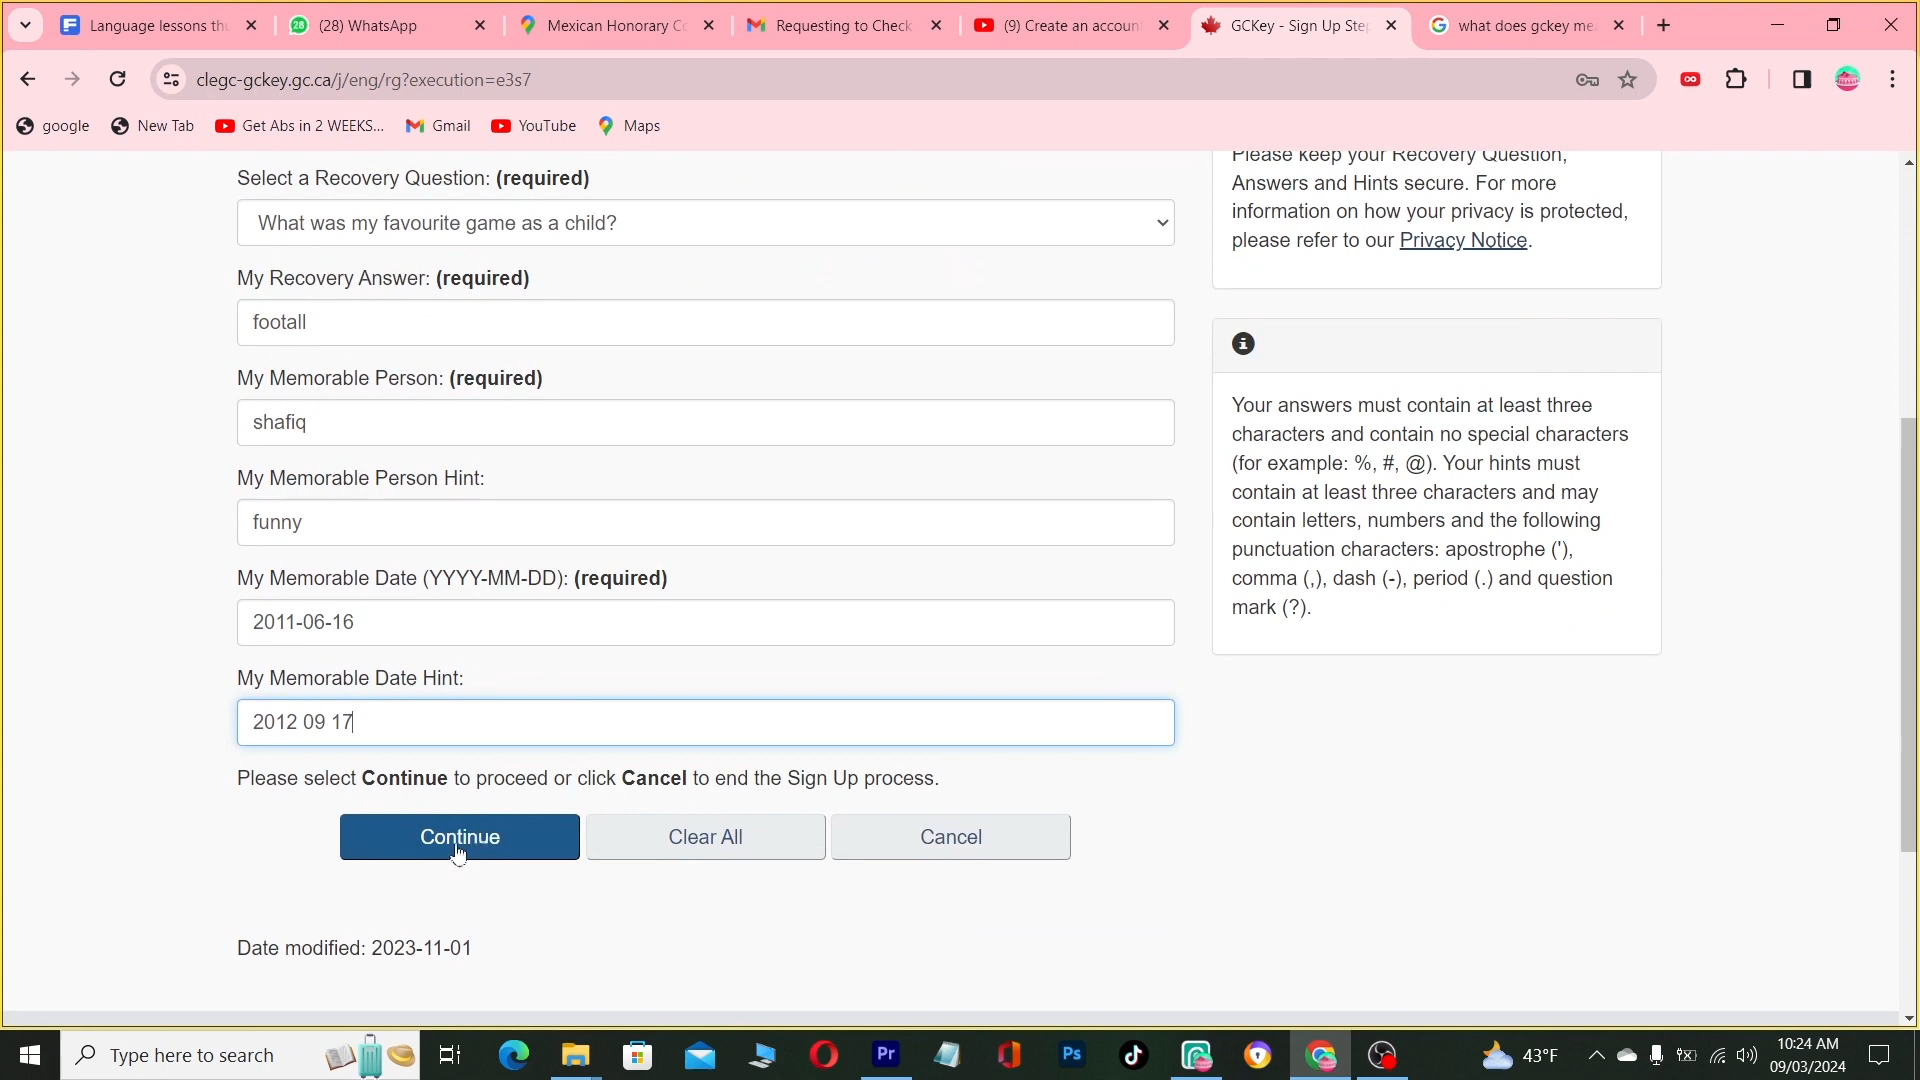 Language lessons thr
(28) WhatsApp
Mexican Honorary Co
Requesting to Check
(9) Create an accoun
GCKey - Sign Up Step
what does gckey me
clegc-gckey.gc.ca/j/eng/rg?execution=e3s7
google
New Tab
Get Abs in 2 WEEKS...
Gmail
YouTube
Maps
Select a Recovery Question: (required)
What was my favourite game as a child?
My Recovery Answer: (required)
footall
My Memorable Person: (required)
shafiq
My Memorable Person Hint:
funny
My Memorable Date (YYYY-MM-DD): (required)
2011-06-16
My Memorable Date Hint:
2012 09 17
Please select Continue to proceed or click Cancel to end the Sign Up process.
Continue
Clear All
Cancel
Date modified: 2023-11-01
Please keep your Recovery Question,
Answers and Hints secure. For more
information on how your privacy is protected,
please refer to our Privacy Notice.
Your answers must contain at least three
characters and contain no special characters
(for example: %, #, @). Your hints must
contain at least three characters and may
contain letters, numbers and the following
punctuation characters: apostrophe ('),
comma (,), dash (-), period (.) and question
mark (?).
Type here to search
Pr
Ps
43°F
10:24 AM
09/03/2024